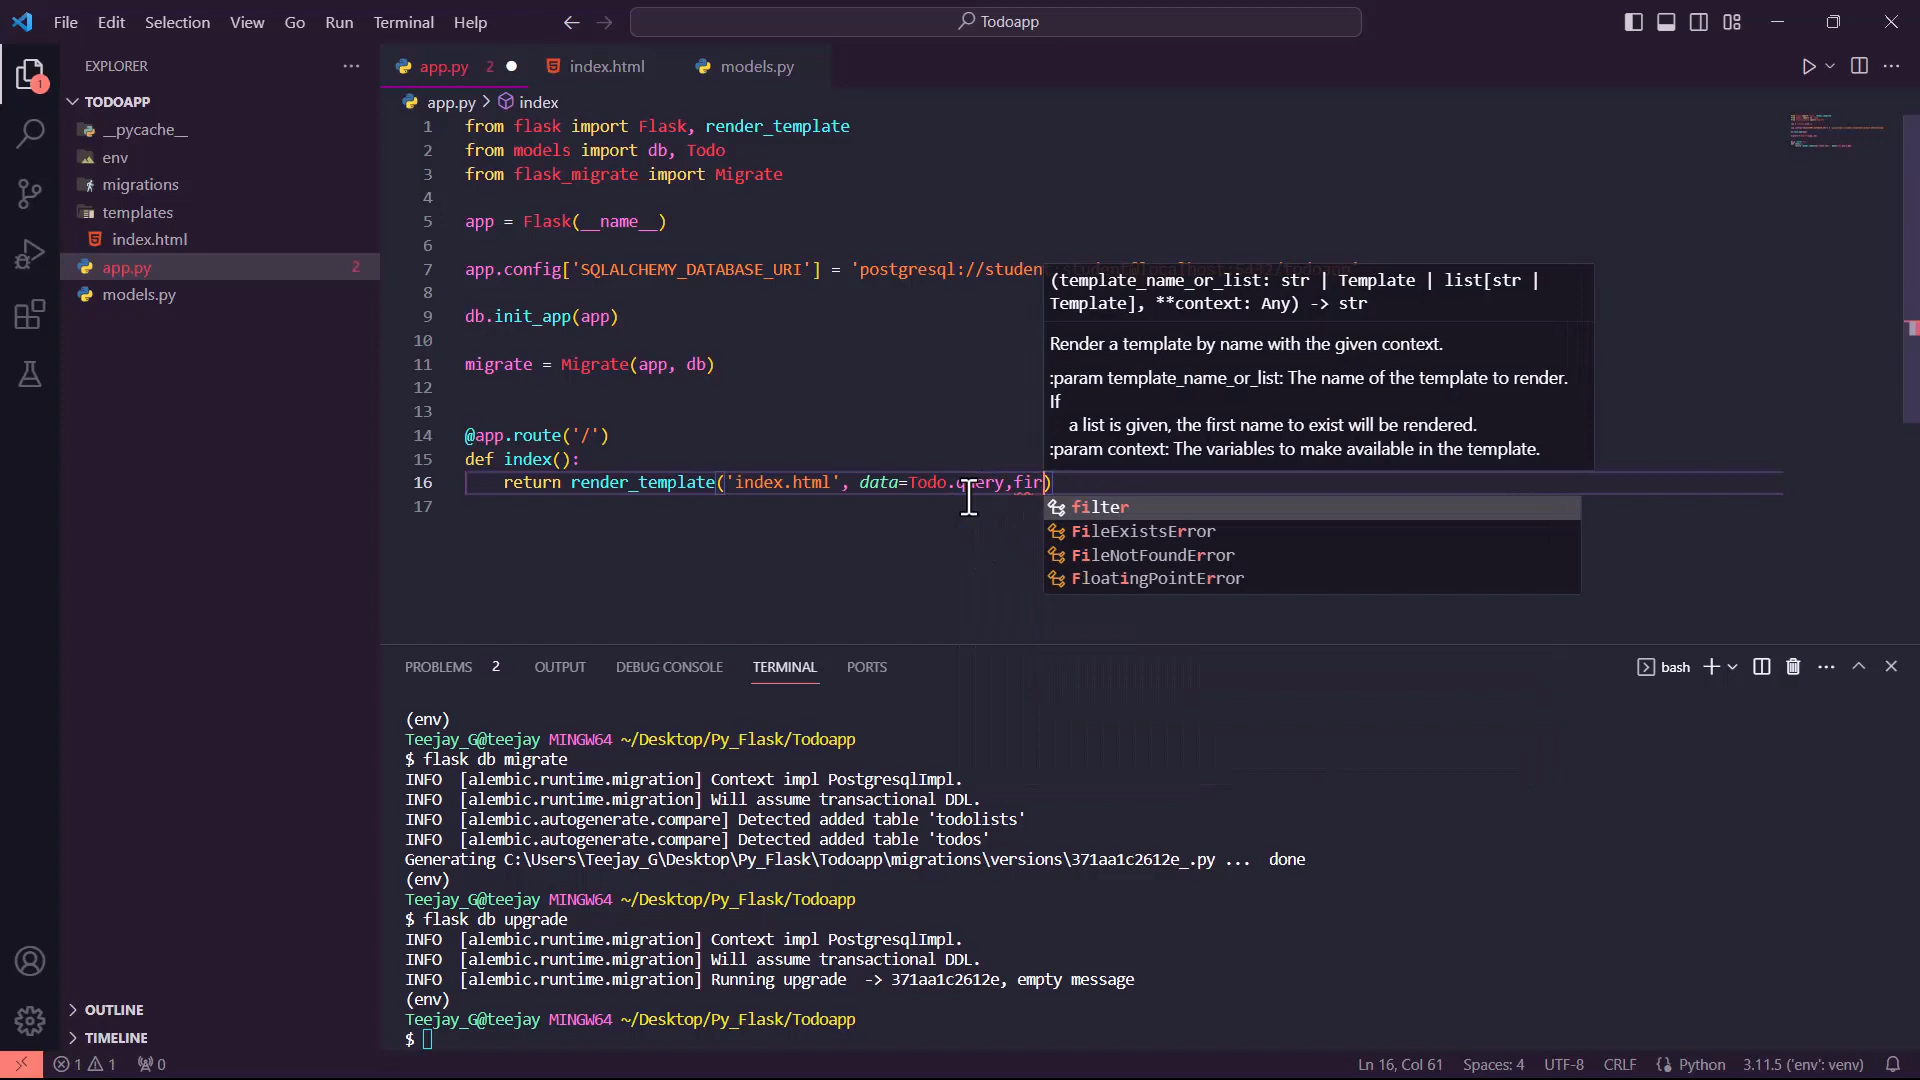 File Edit Selection View Go Run Terminal Help
Todoapp
EXPLORER
1
TODOAPP
__pycache__
env
migrations
templates
index.html
app.py 2
models.py
OUTLINE
TIMELINE
app.py 2 index.html models.py
app.py > index
1 from flask import Flask, render_template
2 from models import db, Todo
3 from flask_migrate import Migrate
4
5 app = Flask(__name__)
6
7 app.config['SQLALCHEMY_DATABASE_URI'] = 'postgresql://studen
8
9 db.init_app(app)
10
11 migrate = Migrate(app, db)
12
13
14 @app.route('/')
15 def index():
16 return render_template('index.html', data=Todo.query,fir)
17
(template_name_or_list: str | Template | list[str |
Template], **context: Any) -> str
Render a template by name with the given context.
:param template_name_or_list: The name of the template to render.
If
a list is given, the first name to exist will be rendered.
:param context: The variables to make available in the template.
filter
FileExistsError
FileNotFoundError
FloatingPointError
PROBLEMS 2 OUTPUT DEBUG CONSOLE TERMINAL PORTS
bash
(env)
Teejay_G@teejay MINGW64 ~/Desktop/Py_Flask/Todoapp
$ flask db migrate
INFO [alembic.runtime.migration] Context impl PostgresqlImpl.
INFO [alembic.runtime.migration] Will assume transactional DDL.
INFO [alembic.autogenerate.compare] Detected added table 'todolists'
INFO [alembic.autogenerate.compare] Detected added table 'todos'
Generating C:\Users\Teejay_G\Desktop\Py_Flask\Todoapp\migrations\versions\371aa1c2612e_.py ... done
(env)
Teejay_G@teejay MINGW64 ~/Desktop/Py_Flask/Todoapp
$ flask db upgrade
INFO [alembic.runtime.migration] Context impl PostgresqlImpl.
INFO [alembic.runtime.migration] Will assume transactional DDL.
INFO [alembic.runtime.migration] Running upgrade -> 371aa1c2612e, empty message
(env)
Teejay_G@teejay MINGW64 ~/Desktop/Py_Flask/Todoapp
$
1 1 0
Ln 16, Col 61 Spaces: 4 UTF-8 CRLF Python 3.11.5 ('env': venv)